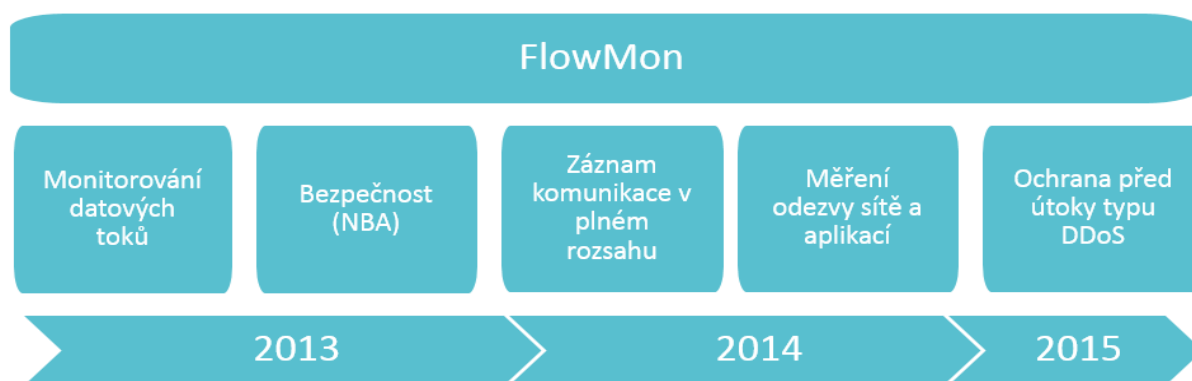 FlowMon
Monitorování
datových
toků
Bezpečnost
(NBA)
Záznam
komunikace v
plném
rozsahu
Měření
odezvy sítě a
aplikací
Ochrana před
útoky typu
DDoS
2013
2014
2015